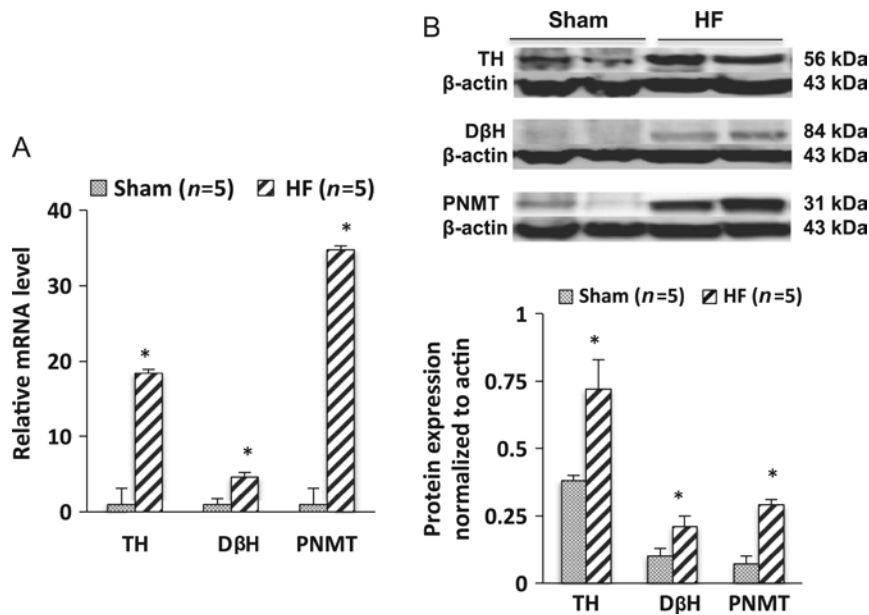 A
Sham (n=5) HF (n=5)
Relative mRNA level
40
30
20
10
0
* * *
TH DβH PNMT
B
Sham HF
TH 56 kDa
β-actin 43 kDa
DβH 84 kDa
β-actin 43 kDa
PNMT 31 kDa
β-actin 43 kDa
Sham (n=5) HF (n=5)
Protein expression
normalized to actin
1
0.75
0.5
0.25
0
* * *
TH DβH PNMT